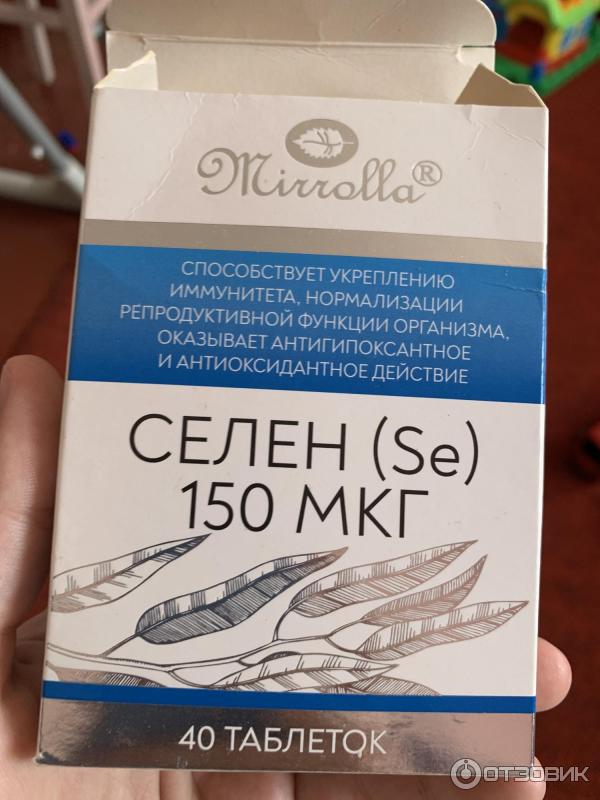 Mirrolla®
СПОСОБСТВУЕТ УКРЕПЛЕНИЮ
ИММУНИТЕТА, НОРМАЛИЗАЦИИ
РЕПРОДУКТИВНОЙ ФУНКЦИИ ОРГАНИЗМА,
ОКАЗЫВАЕТ АНТИГИПОКСАНТНОЕ
И АНТИОКСИДАНТНОЕ ДЕЙСТВИЕ
СЕЛЕН (Se)
150 МКГ
40 ТАБЛЕТОК
ОТЗОВИК